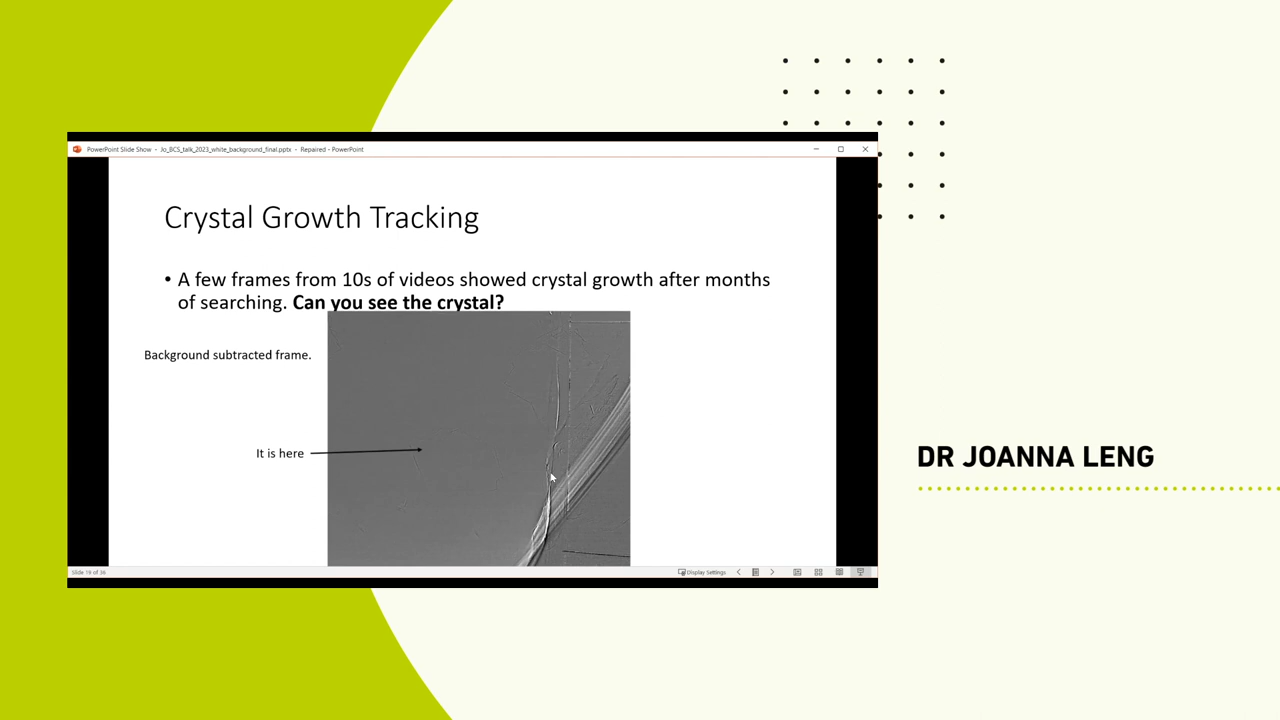 PowerPoint Slide Show - Jo_BCS_talk_2023_white_background_final.pptx - Repaired - PowerPoint
Crystal Growth Tracking
• A few frames from 10s of videos showed crystal growth after months
of searching. Can you see the crystal?
Background subtracted frame.
It is here
DR JOANNA LENG
Slide 19 of 36
Display Settings